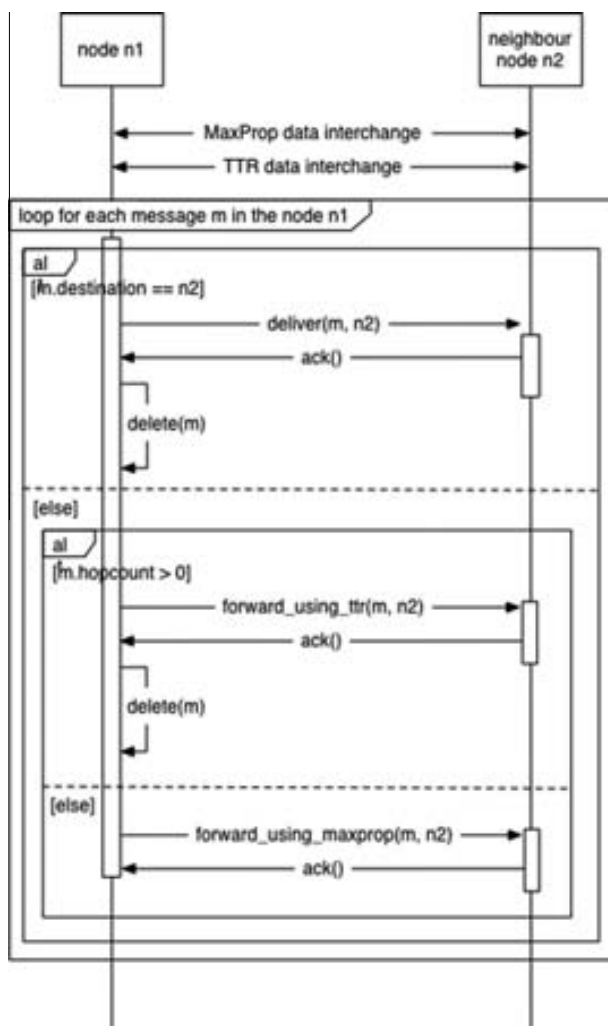 node n1
neighbour
node n2
MaxProp data interchange
TTR data interchange
loop for each message m in the node n1
al
[m.destination == n2]
deliver(m, n2)
ack()
delete(m)
[else]
al
[m.hopcount > 0]
forward_using_ttr(m, n2)
ack()
delete(m)
[else]
forward_using_maxprop(m, n2)
ack()